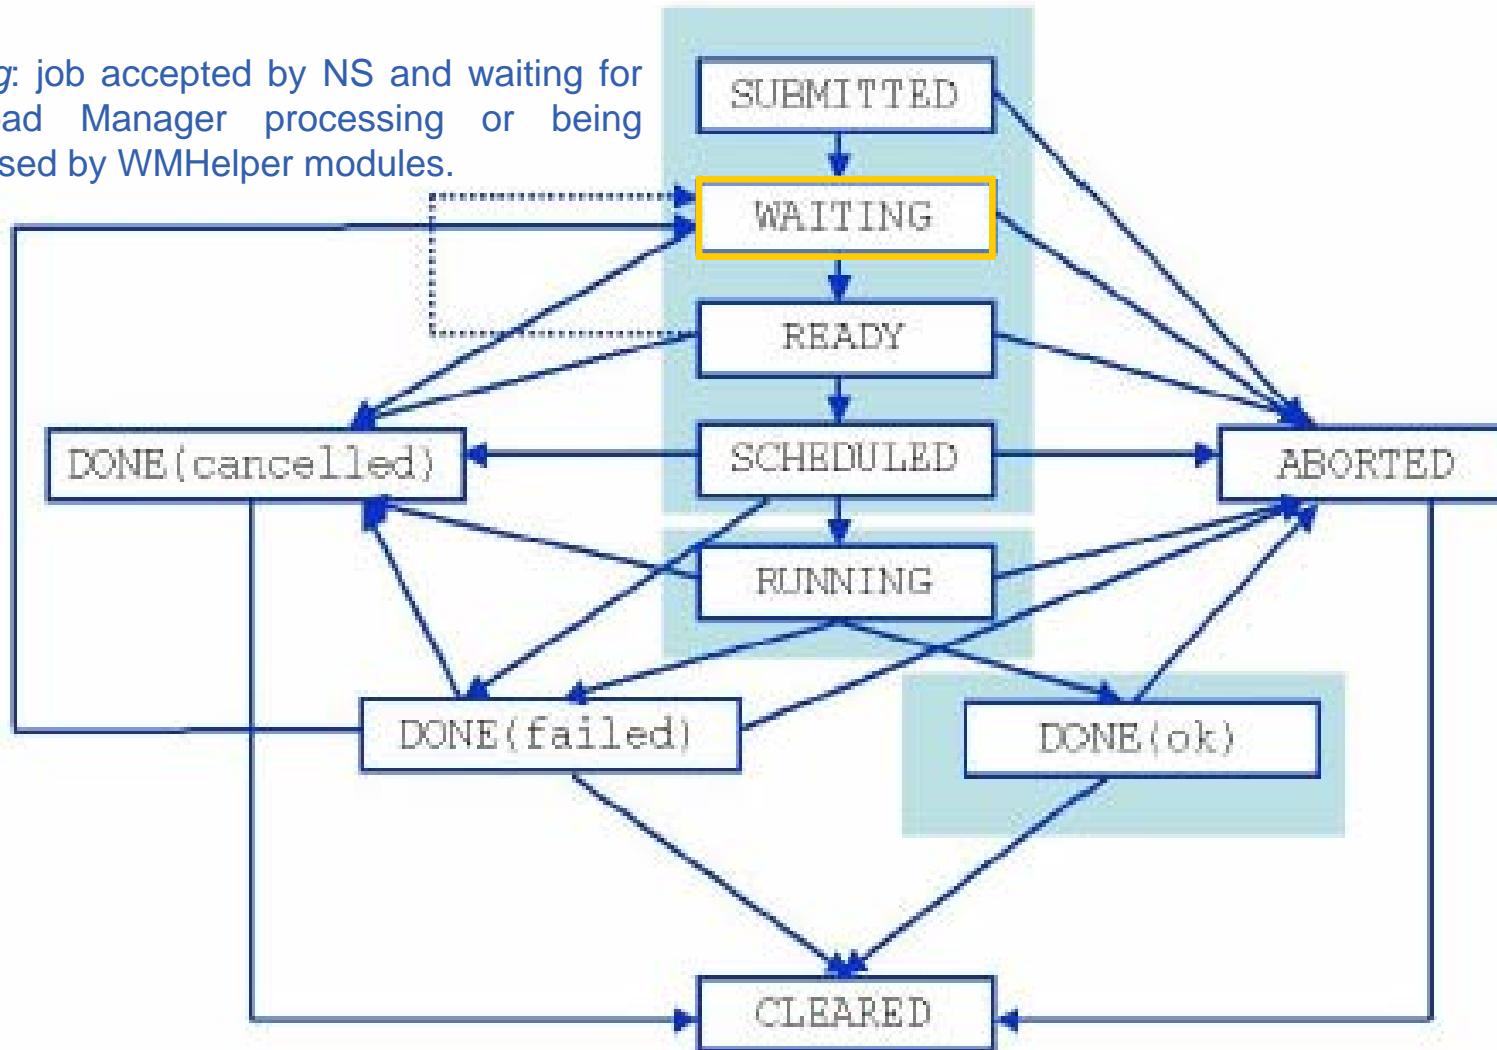 g: job accepted by NS and waiting for
ad Manager processing or being
sed by WMHelper modules.
SUBMITTED
WAITING
READY
DONE(cancelled)
SCHEDULED
ABORTED
RUNNING
DONE(failed)
DONE(ok)
CLEARED